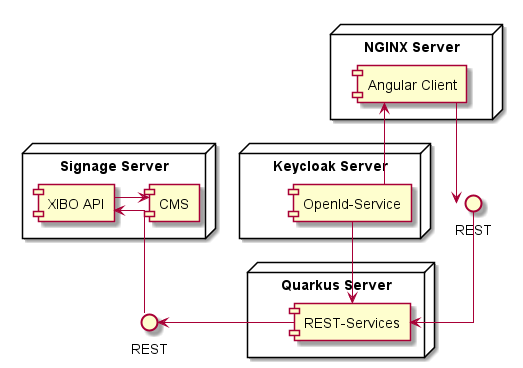 NGINX Server
Angular Client
Signage Server
XIBO API
CMS
Keycloak Server
OpenId-Service
REST
Quarkus Server
REST-Services
REST